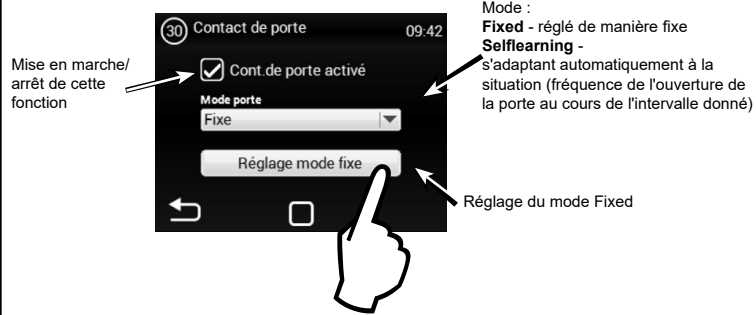 Mode :
Fixed - réglé de manière fixe
Selflearning -
s'adaptant automatiquement à la
situation (fréquence de l'ouverture de
la porte au cours de l'intervalle donné)
Mise en marche/
arrêt de cette
fonction
30 Contact de porte 09:42
Cont.de porte activé
Mode porte
Fixe
Réglage mode fixe
Réglage du mode Fixed